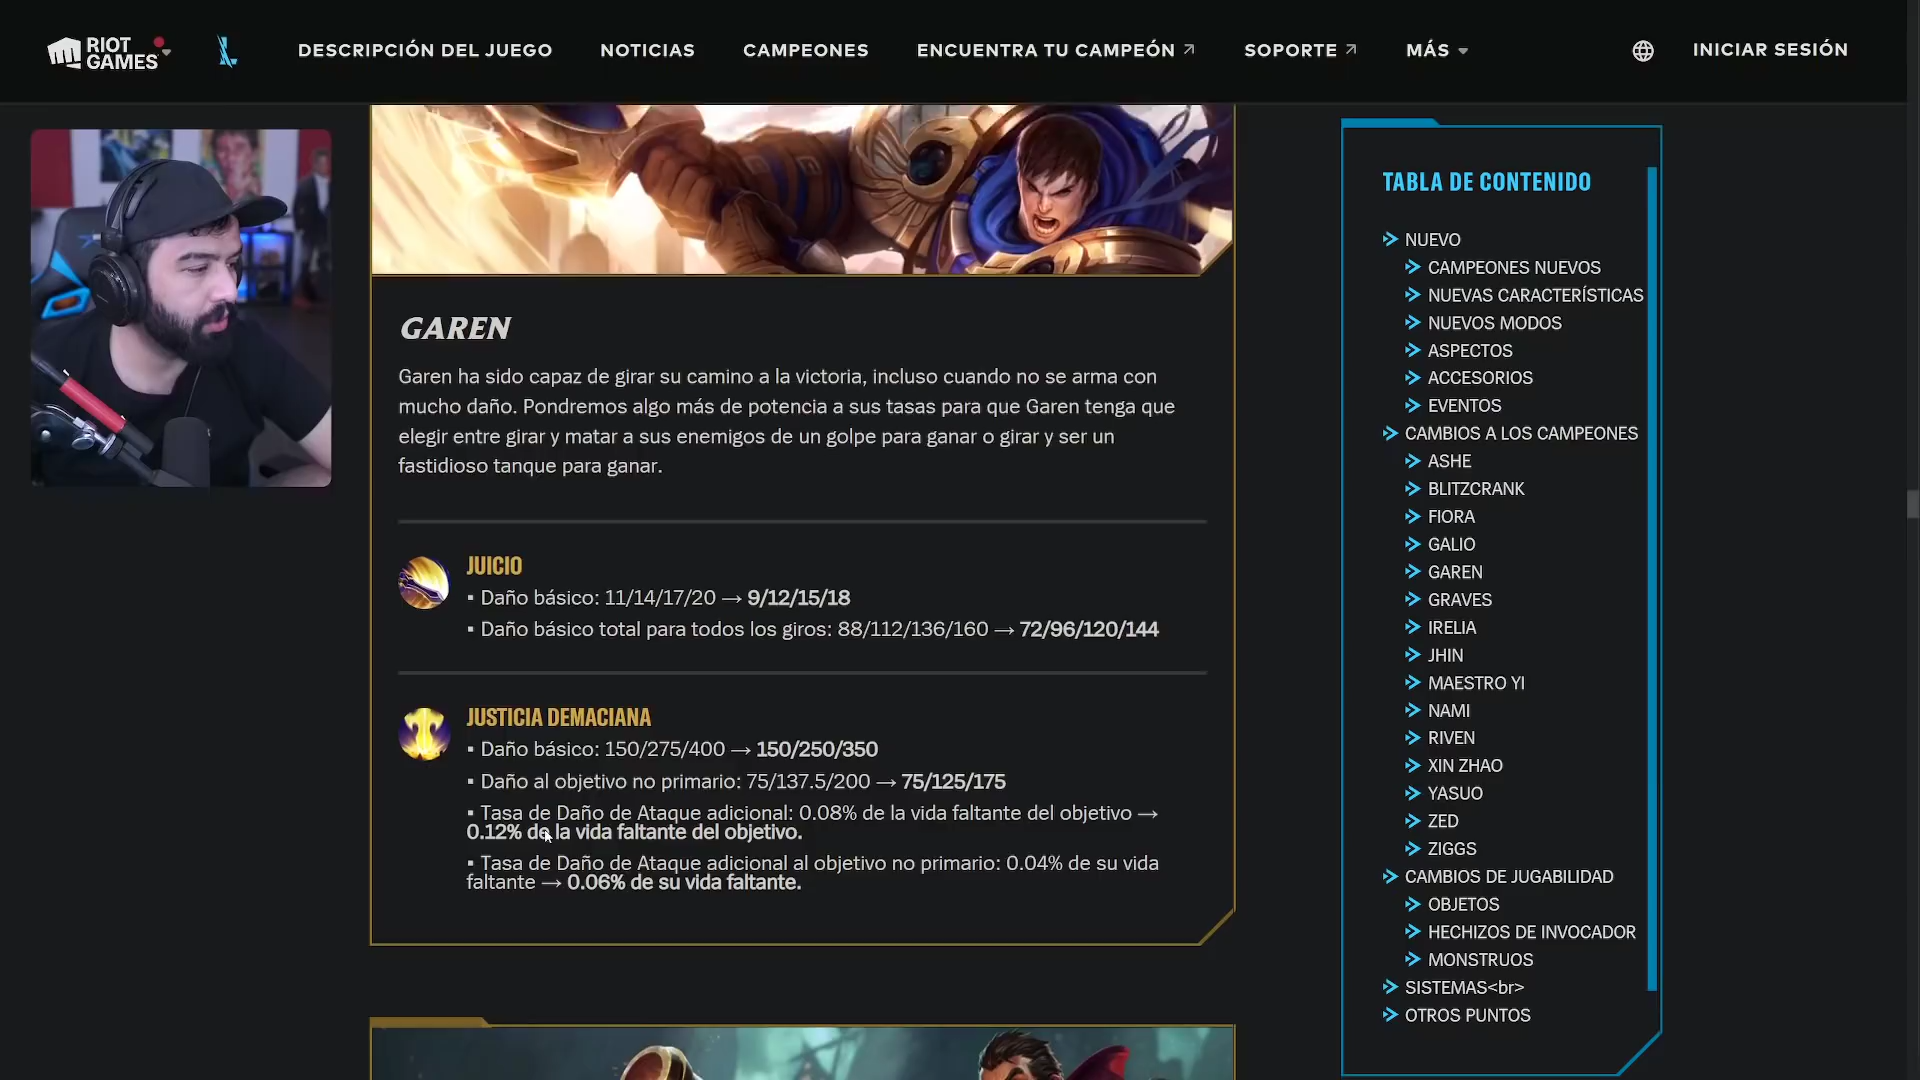 RIOT GAMES
DESCRIPCIÓN DEL JUEGO
NOTICIAS
CAMPEONES
ENCUENTRA TU CAMPEÓN
SOPORTE
MÁS
INICIAR SESIÓN
GAREN
Garen ha sido capaz de girar su camino a la victoria, incluso cuando no se arma con
mucho daño. Pondremos algo más de potencia a sus tasas para que Garen tenga que
elegir entre girar y matar a sus enemigos de un golpe para ganar o girar y ser un
fastidioso tanque para ganar.
JUICIO
▪ Daño básico: 11/14/17/20 → 9/12/15/18
▪ Daño básico total para todos los giros: 88/112/136/160 → 72/96/120/144
JUSTICIA DEMACIANA
▪ Daño básico: 150/275/400 → 150/250/350
▪ Daño al objetivo no primario: 75/137.5/200 → 75/125/175
▪ Tasa de Daño de Ataque adicional: 0.08% de la vida faltante del objetivo →
0.12% de la vida faltante del objetivo.
▪ Tasa de Daño de Ataque adicional al objetivo no primario: 0.04% de su vida
faltante → 0.06% de su vida faltante.
TABLA DE CONTENIDO
NUEVO
CAMPEONES NUEVOS
NUEVAS CARACTERÍSTICAS
NUEVOS MODOS
ASPECTOS
ACCESORIOS
EVENTOS
CAMBIOS A LOS CAMPEONES
ASHE
BLITZCRANK
FIORA
GALIO
GAREN
GRAVES
IRELIA
JHIN
MAESTRO YI
NAMI
RIVEN
XIN ZHAO
YASUO
ZED
ZIGGS
CAMBIOS DE JUGABILIDAD
OBJETOS
HECHIZOS DE INVOCADOR
MONSTRUOS
SISTEMAS<br>
OTROS PUNTOS